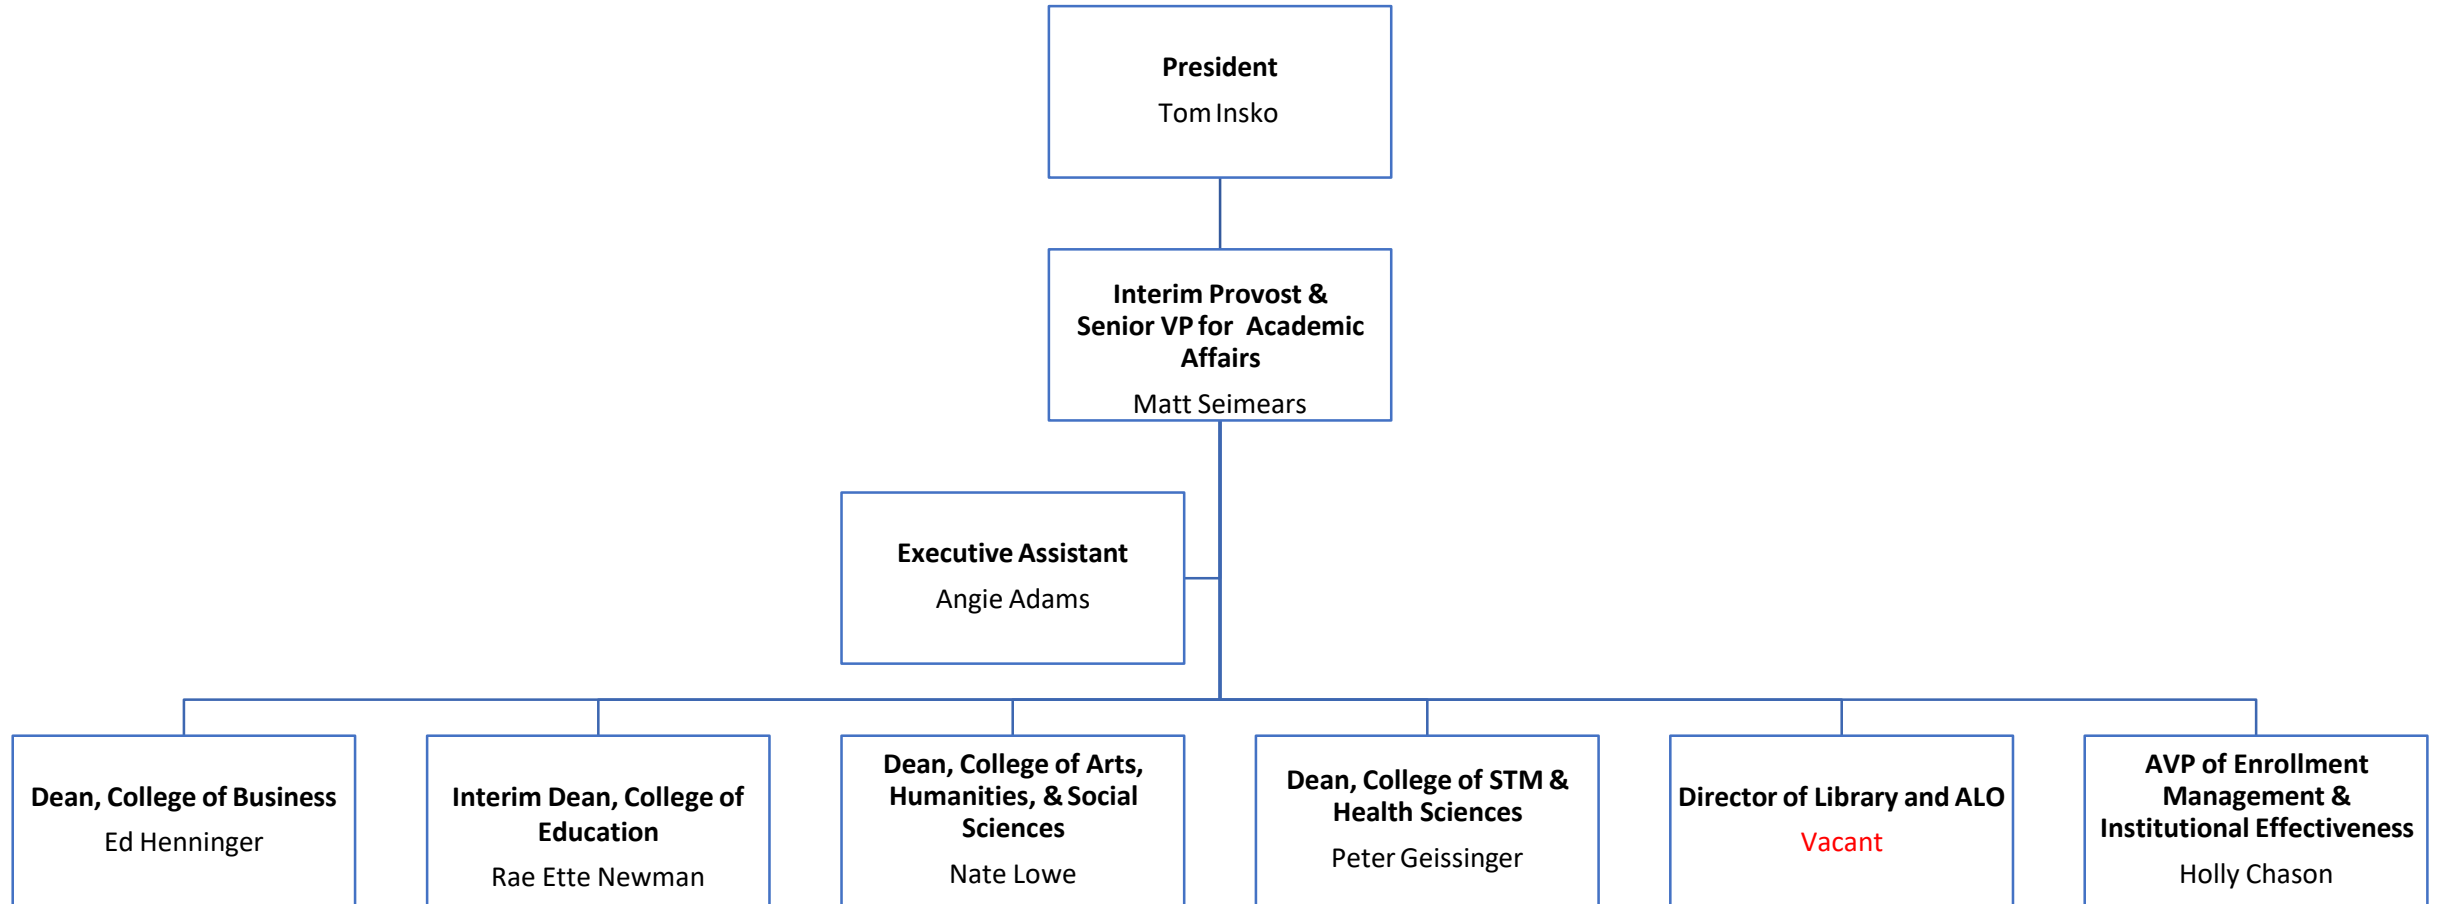 President
Tom Insko
Interim Provost &
Senior VP for Academic
Affairs
Matt Seimears
Executive Assistant
Angie Adams
Dean, College of Business
Ed Henninger
Interim Dean, College of
Education
Rae Ette Newman
Dean, College of Arts,
Humanities, & Social
Sciences
Nate Lowe
Dean, College of STM &
Health Sciences
Peter Geissinger
Director of Library and ALO
Vacant
AVP of Enrollment
Management &
Institutional Effectiveness
Holly Chason